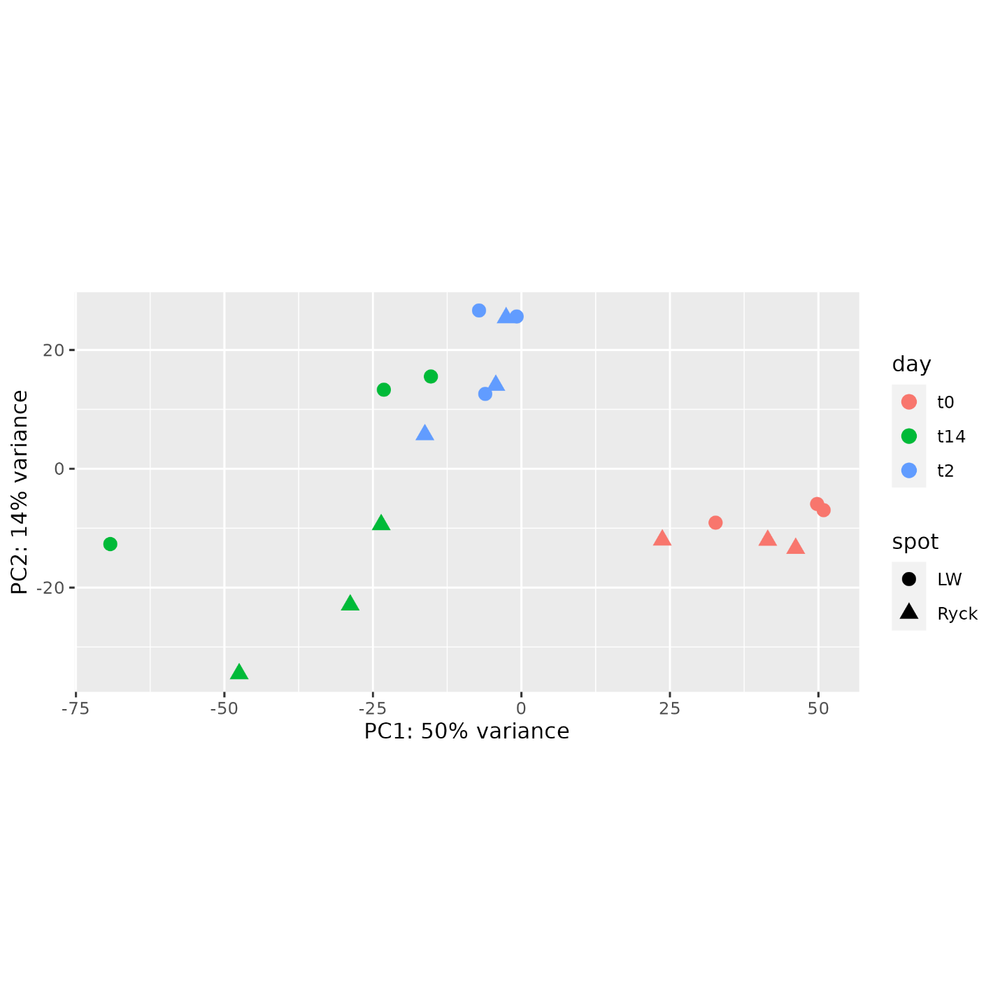 PC2: 14% variance
20
0
-20
-75
-50
-25
0
25
50
PC1: 50% variance
day
t0
t14
t2
spot
LW
Ryck